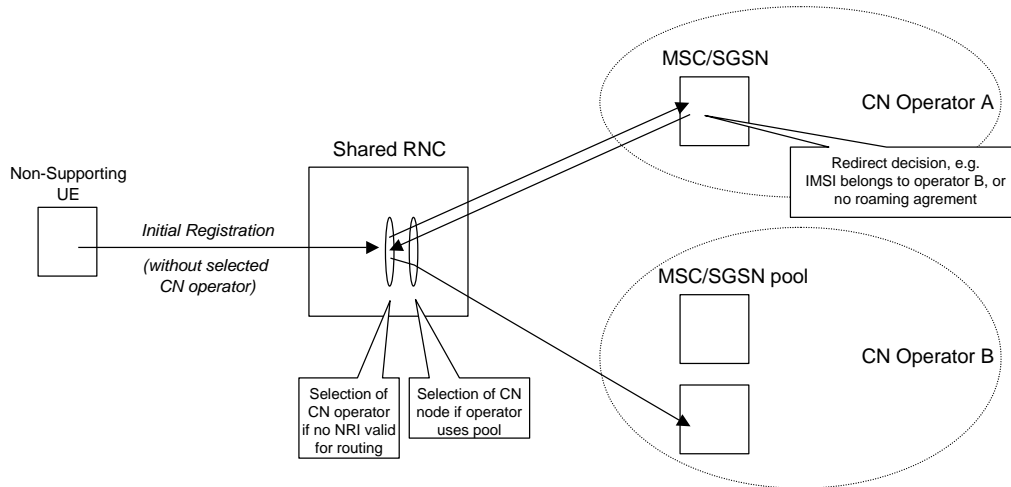 MSC/SGSN
CN Operator A
Redirect decision, e.g.
IMSI belongs to operator B, or
no roaming agrement
Shared RNC
Non-Supporting
UE
Initial Registration
(without selected
CN operator)
MSC/SGSN pool
CN Operator B
Selection of
CN operator
if no NRI valid
for routing
Selection of CN
node if operator
uses pool